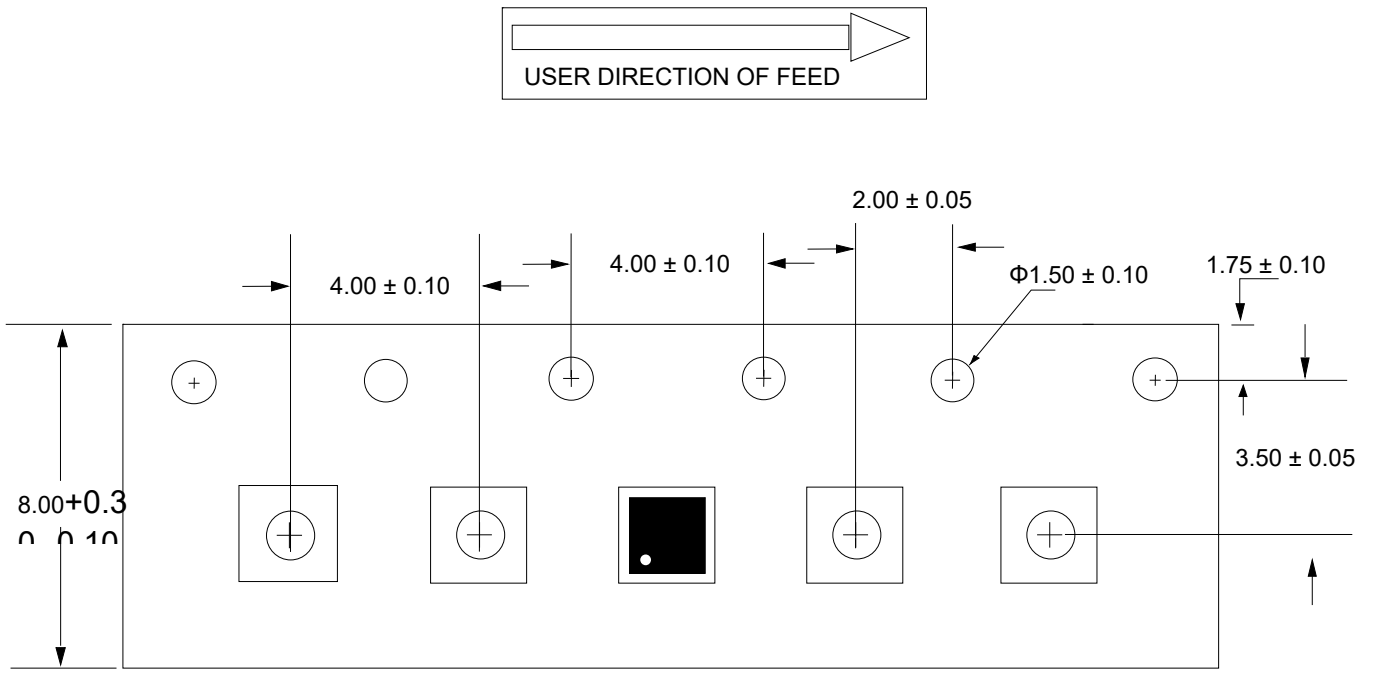 USER DIRECTION OF FEED
2.00 ± 0.05
4.00 ± 0.10
4.00 ± 0.10
Φ1.50 ± 0.10
1.75 ± 0.10
3.50 ± 0.05
8.00+0.3